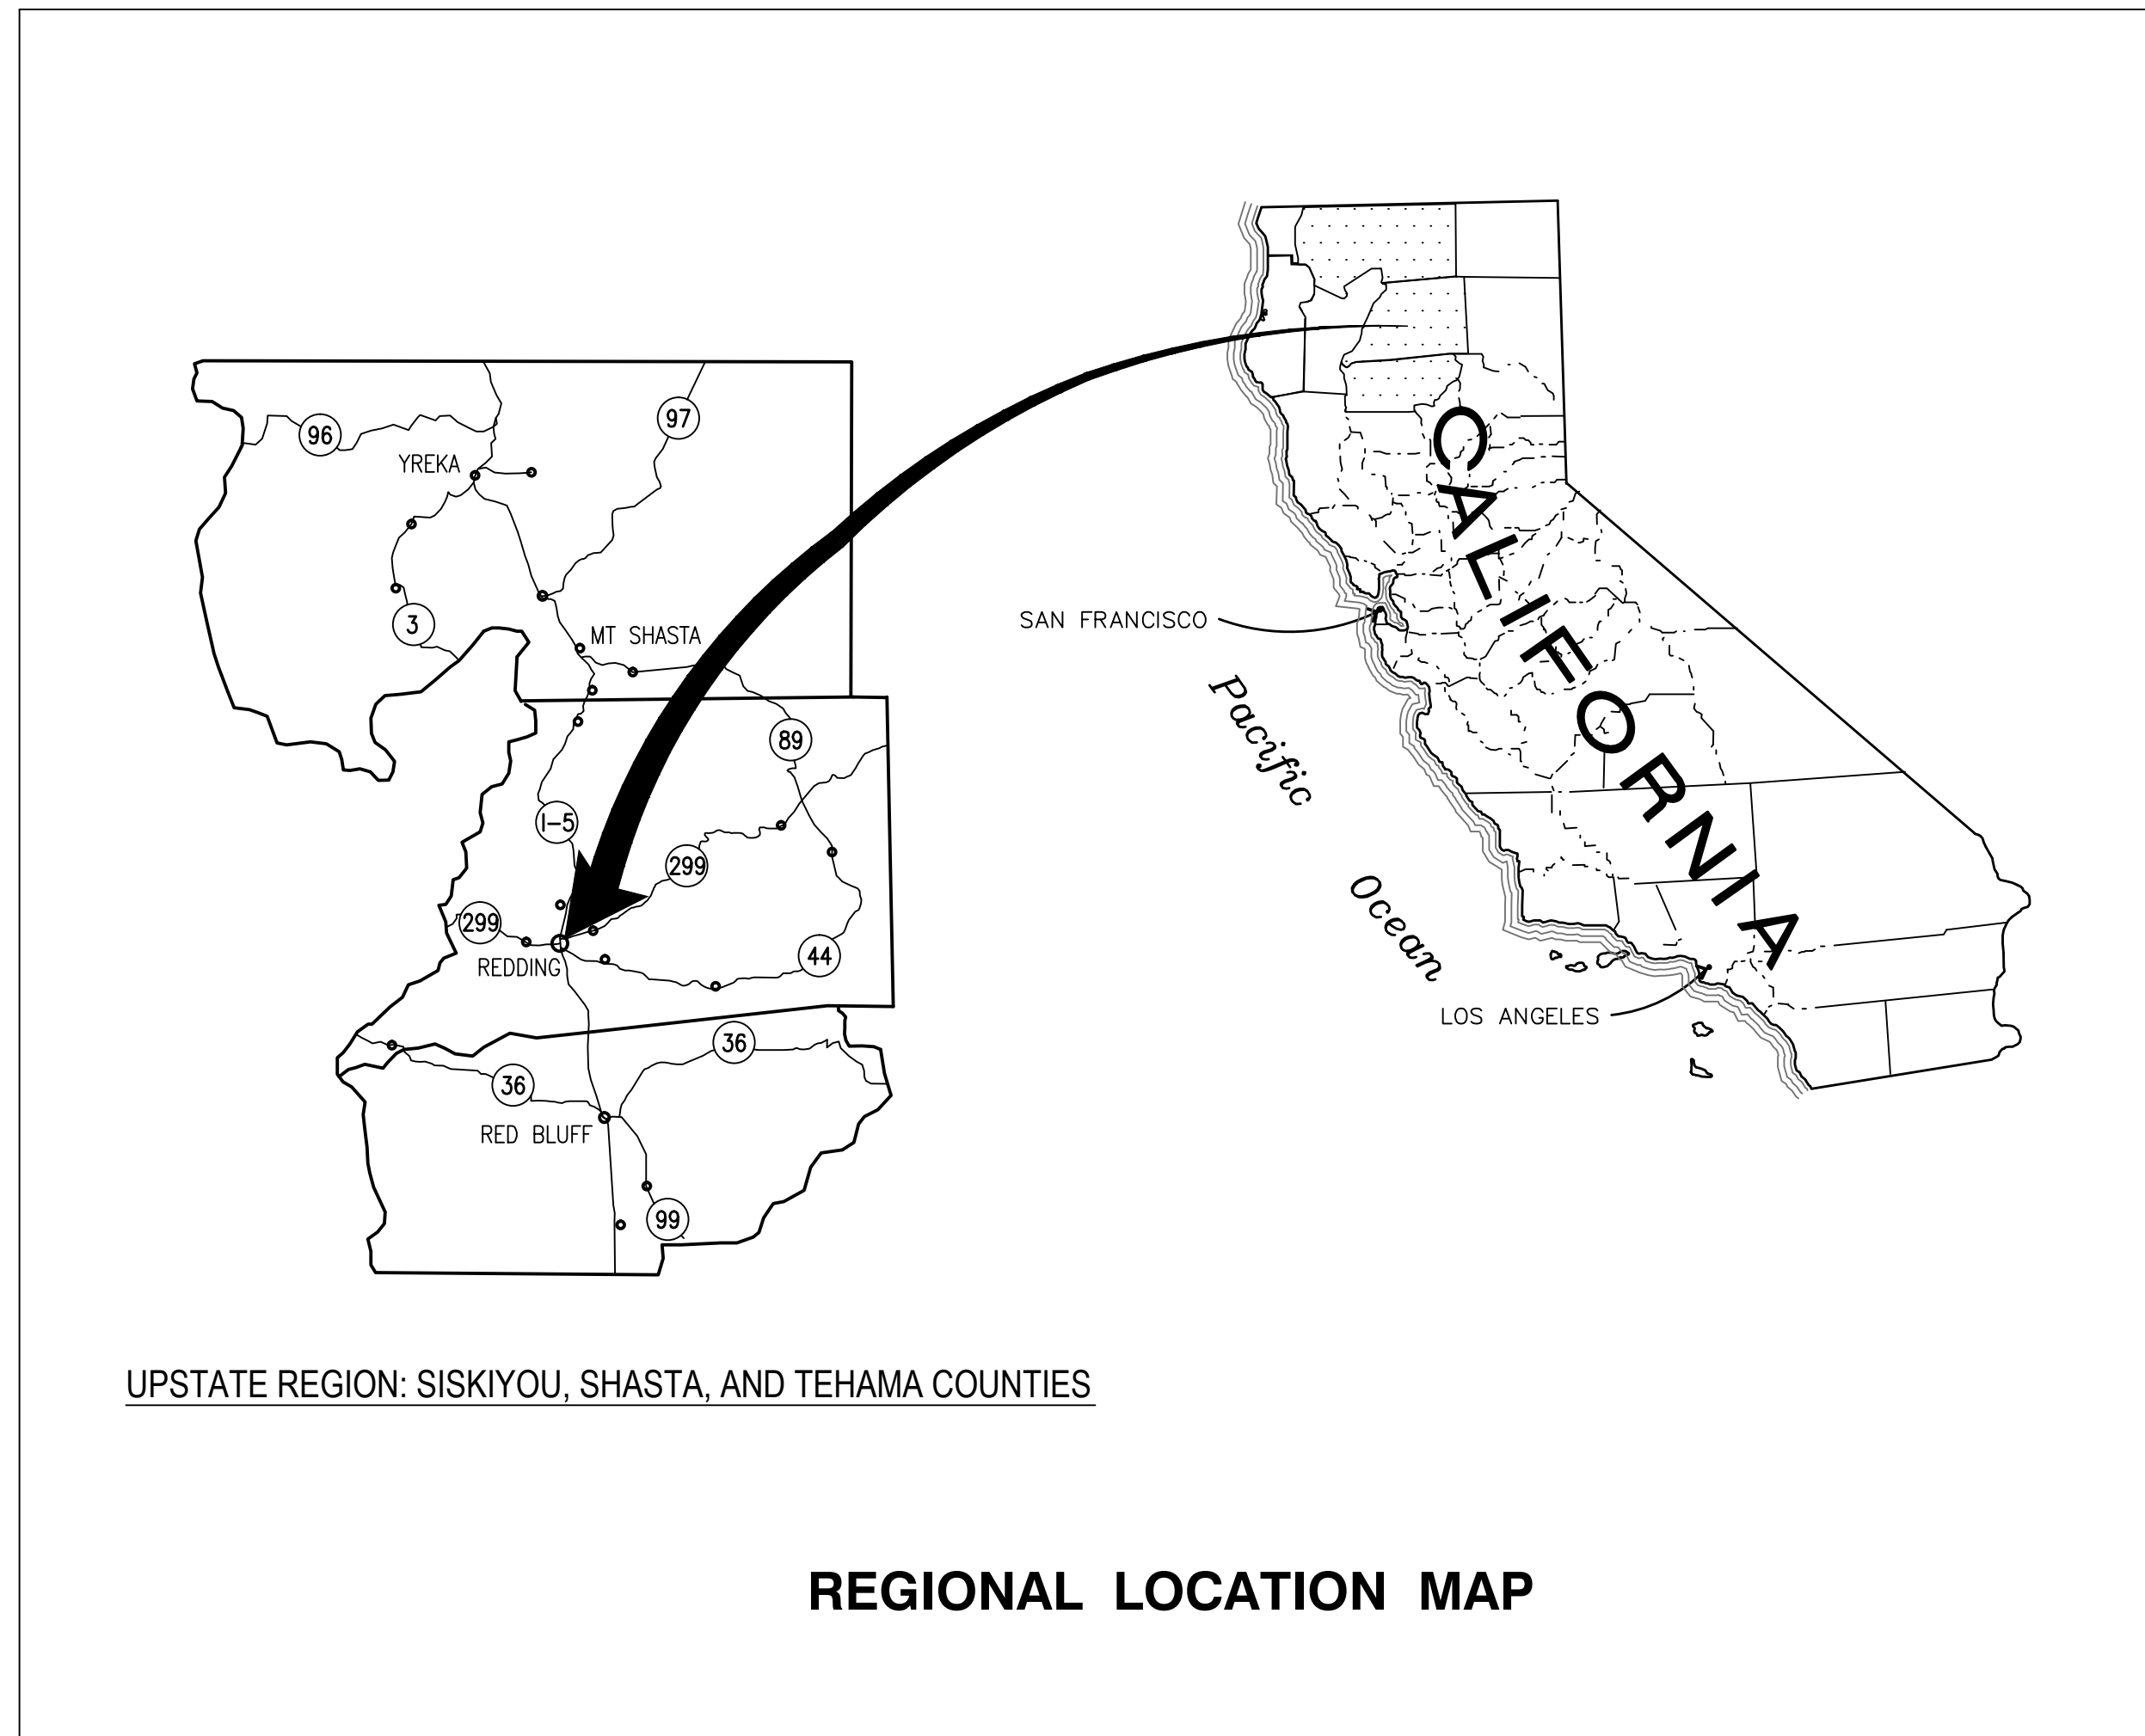 96
97
YREKA
3
MT SHASTA
89
I-5
299
299
REDDING
44
36
36
RED BLUFF
99
CALIFORNIA
SAN FRANCISCO
Pacific
Ocean
LOS ANGELES
UPSTATE REGION: SISKIYOU, SHASTA, AND TEHAMA COUNTIES
REGIONAL LOCATION MAP